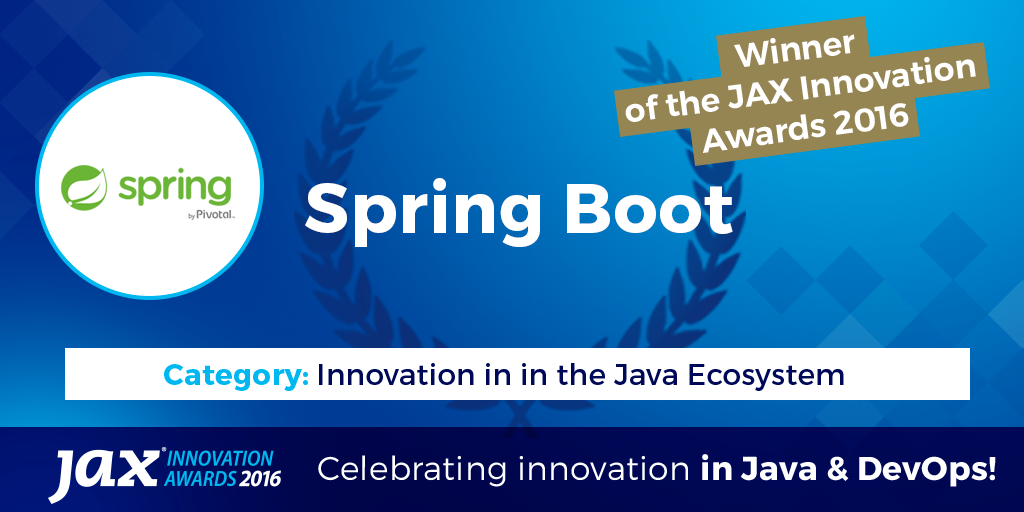 Winner
of the JAX Innovation
Awards 2016
spring
by Pivotal™
Spring Boot
Category: Innovation in in the Java Ecosystem
jax® INNOVATION
AWARDS 2016
Celebrating innovation in Java & DevOps!